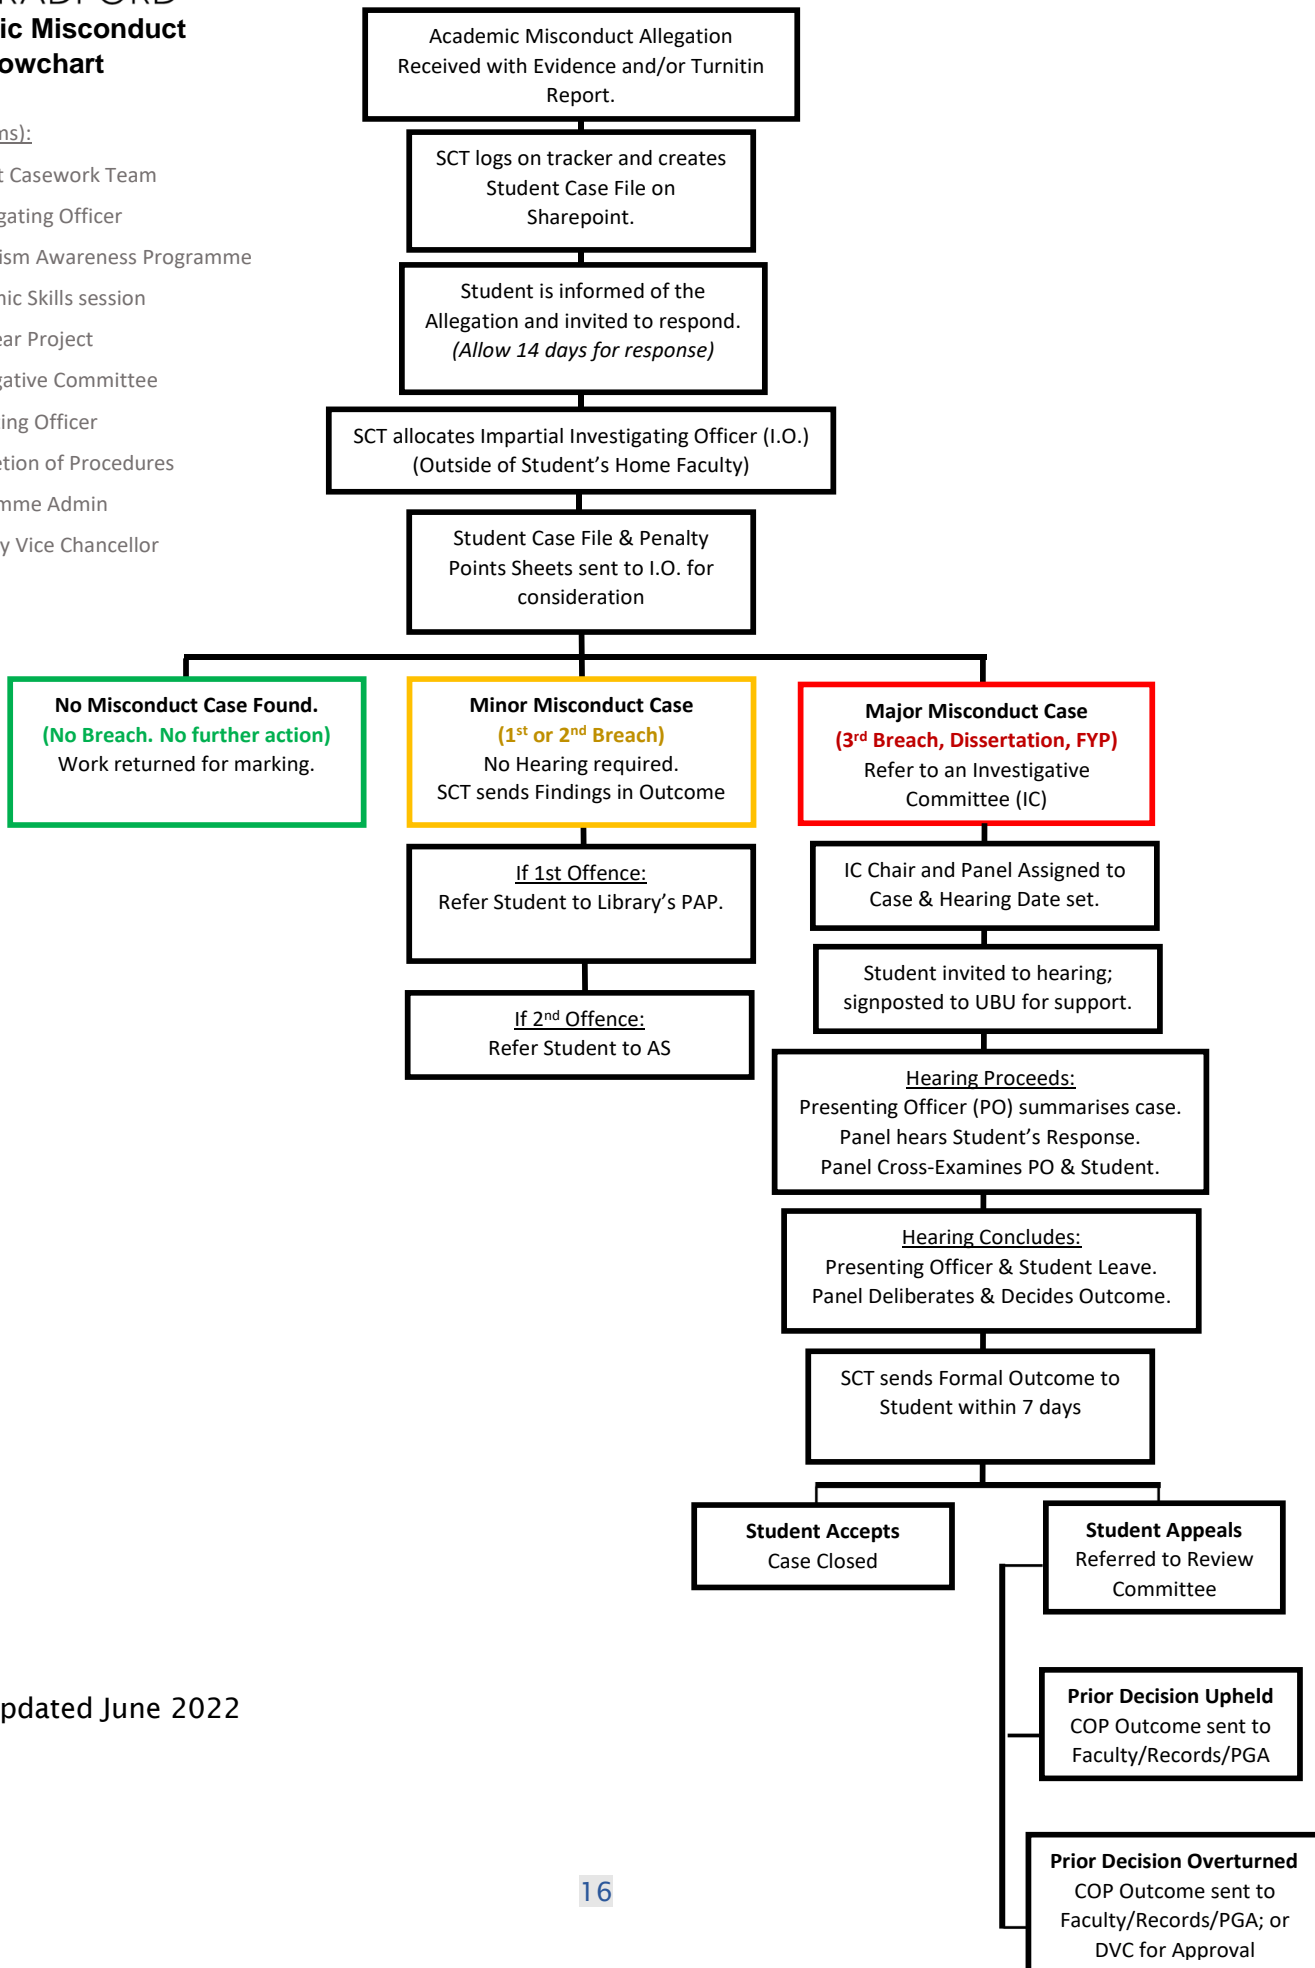 RADFORD
ic Misconduct
owchart
ns):
t Casework Team
gating Officer
ism Awareness Programme
nic Skills session
ear Project
gative Committee
ting Officer
etion of Procedures
mme Admin
y Vice Chancellor
Academic Misconduct Allegation
Received with Evidence and/or Turnitin
Report.
SCT logs on tracker and creates
Student Case File on
Sharepoint.
Student is informed of the
Allegation and invited to respond.
(Allow 14 days for response)
SCT allocates Impartial Investigating Officer (I.O.)
(Outside of Student's Home Faculty)
Student Case File & Penalty
Points Sheets sent to I.O. for
consideration
No Misconduct Case Found.
(No Breach. No further action)
Work returned for marking.
Minor Misconduct Case
(1st or 2nd Breach)
No Hearing required.
SCT sends Findings in Outcome
Major Misconduct Case
(3rd Breach, Dissertation, FYP)
Refer to an Investigative
Committee (IC)
If 1st Offence:
Refer Student to Library's PAP.
If 2nd Offence:
Refer Student to AS
IC Chair and Panel Assigned to
Case & Hearing Date set.
Student invited to hearing;
signposted to UBU for support.
Hearing Proceeds:
Presenting Officer (PO) summarises case.
Panel hears Student's Response.
Panel Cross-Examines PO & Student.
Hearing Concludes:
Presenting Officer & Student Leave.
Panel Deliberates & Decides Outcome.
SCT sends Formal Outcome to
Student within 7 days
Student Accepts
Case Closed
Student Appeals
Referred to Review
Committee
Prior Decision Upheld
COP Outcome sent to
Faculty/Records/PGA
Prior Decision Overturned
COP Outcome sent to
Faculty/Records/PGA; or
DVC for Approval
pdated June 2022
16